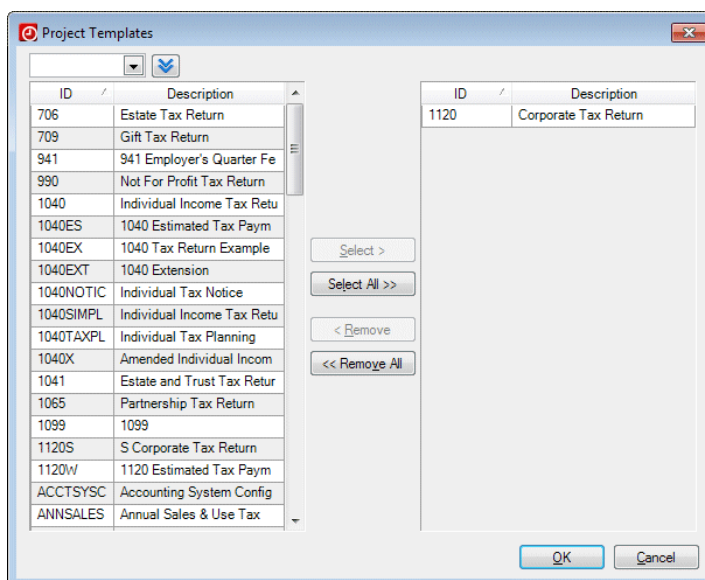 Project Templates
ID Description
706 Estate Tax Return
709 Gift Tax Return
941 941 Employer's Quarter Fe
990 Not For Profit Tax Return
1040 Individual Income Tax Retu
1040ES 1040 Estimated Tax Paym
1040EX 1040 Tax Return Example
1040EXT 1040 Extension
1040NOTIC Individual Tax Notice
1040SIMPL Individual Income Tax Retu
1040TAXPL Individual Tax Planning
1040X Amended Individual Incom
1041 Estate and Trust Tax Retur
1065 Partnership Tax Return
1099 1099
1120S S Corporate Tax Return
1120W 1120 Estimated Tax Paym
ACCTSYSC Accounting System Config
ANNSALES Annual Sales & Use Tax
Select >
Select All >>
< Remove
<< Remove All
ID Description
1120 Corporate Tax Return
OK Cancel